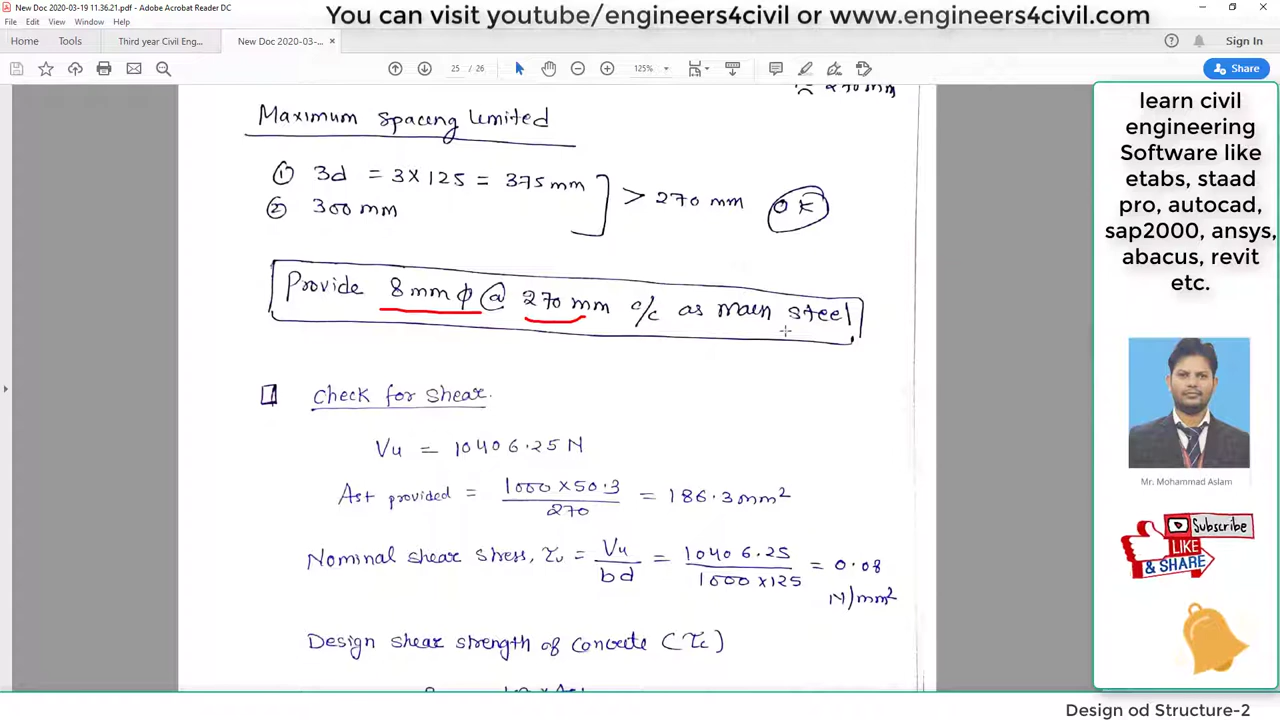 New Doc 2020-03-19 11.36.21.pdf - Adobe Acrobat Reader DC
You can visit youtube/engineers4civil or www.engineers4civil.com
File Edit View Window Help
Home Tools Third year Civil Eng... New Doc 2020-03-... × Sign In
25 / 26 125% Share
270 mm
Maximum spacing limited
① 3d = 3 × 125 = 375 mm
② 300 mm
> 270 mm OK
Provide 8 mm ϕ @ 270 mm c/c as main steel
Check for shear.
Vu = 10406.25 N
Ast provided = 1000 × 50.3 / 270 = 186.3 mm²
Nominal shear stress, τv = Vu / bd = 10406.25 / 1000 × 125 = 0.08
N/mm²
Design shear strength of Concrete (τc)
learn civil
engineering
Software like
etabs, staad
pro, autocad,
sap2000, ansys,
abacus, revit
etc.
Mr. Mohammad Aslam
Subscribe
LIKE
& SHARE
Design od Structure-2